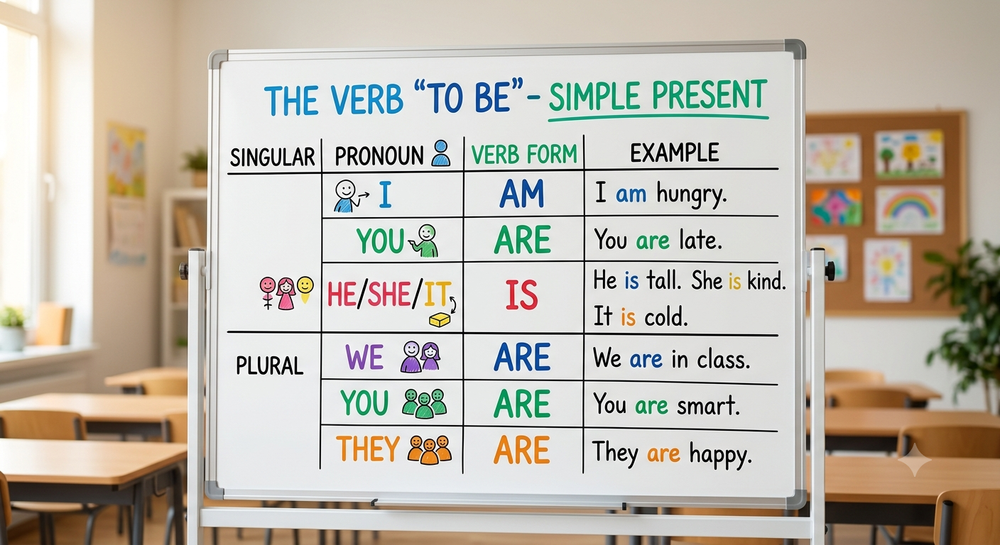 THE VERB “TO BE” - SIMPLE PRESENT
SINGULAR PRONOUN VERB FORM EXAMPLE
I AM I am hungry.
YOU ARE You are late.
HE/SHE/IT IS He is tall. She is kind.
It is cold.
PLURAL WE ARE We are in class.
YOU ARE You are smart.
THEY ARE They are happy.